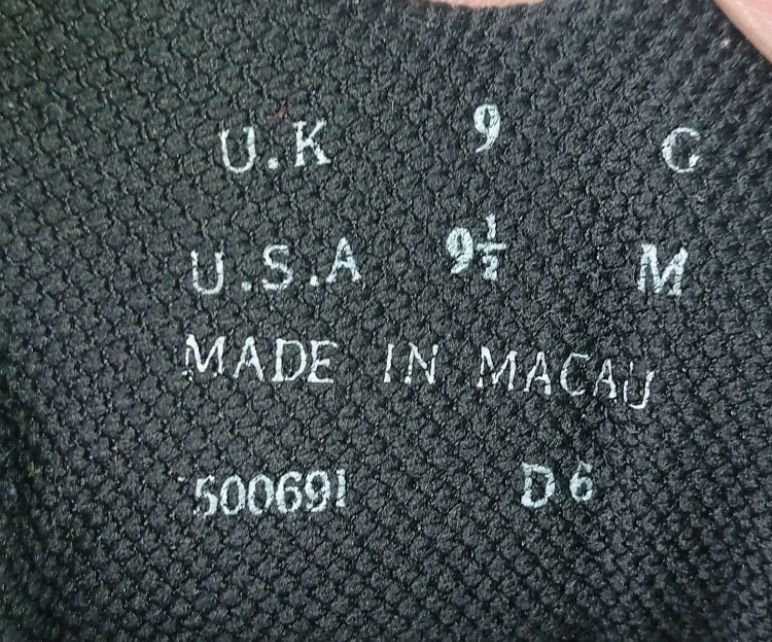 U.K 9 G
U.S.A 9½ M
MADE IN MACAU
500691 D6